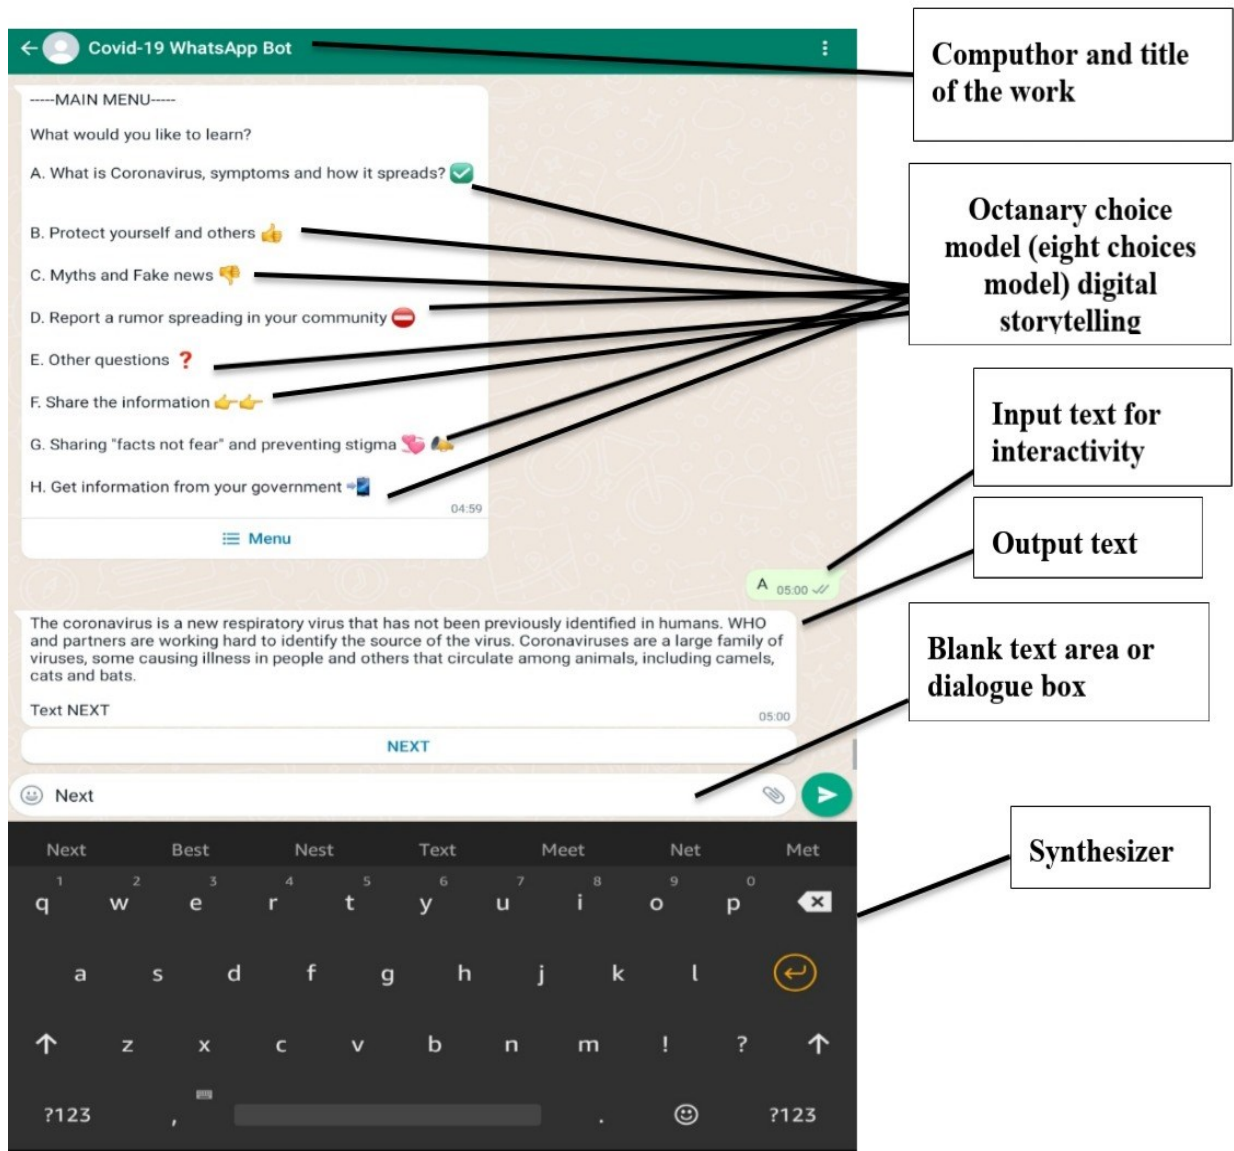 Covid-19 WhatsApp Bot
-----MAIN MENU-----
What would you like to learn?
A. What is Coronavirus, symptoms and how it spreads? ✅
B. Protect yourself and others 👍
C. Myths and Fake news 👎
D. Report a rumor spreading in your community ⛔
E. Other questions ❓
F. Share the information 👉👉
G. Sharing "facts not fear" and preventing stigma 💞 📣
H. Get information from your government 📲
04:59
Menu
A 05:00
The coronavirus is a new respiratory virus that has not been previously identified in humans. WHO
and partners are working hard to identify the source of the virus. Coronaviruses are a large family of
viruses, some causing illness in people and others that circulate among animals, including camels,
cats and bats.
Text NEXT
05:00
NEXT
Next
Next Best Nest Text Meet Net Met
1 2 3 4 5 6 7 8 9 0
q w e r t y u i o p
a s d f g h j k l
z x c v b n m ! ?
?123 , . ?123
Computhor and title
of the work
Octanary choice
model (eight choices
model) digital
storytelling
Input text for
interactivity
Output text
Blank text area or
dialogue box
Synthesizer